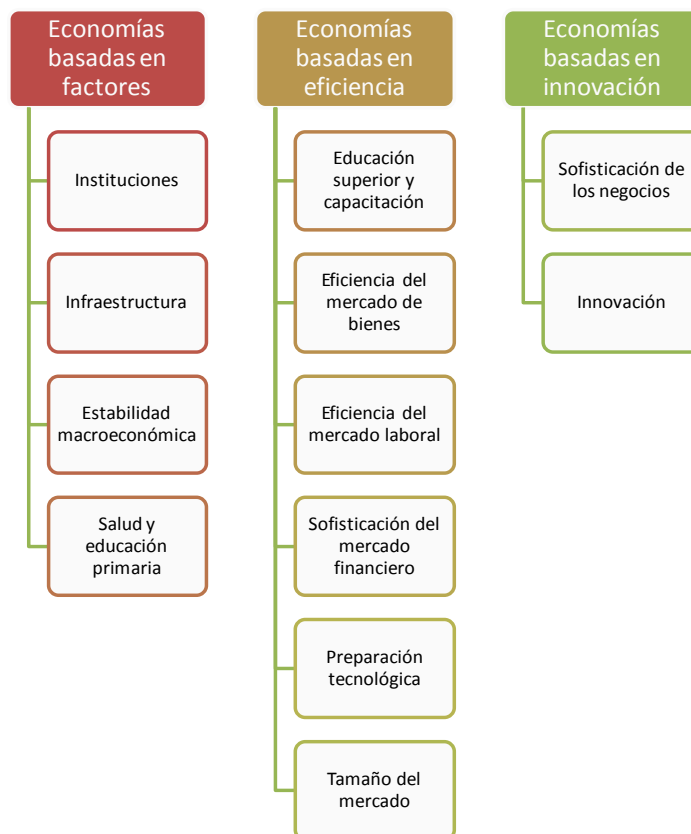 Economías
basadas en
factores
Instituciones
Infraestructura
Estabilidad
macroeconómica
Salud y
educación
primaria
Economías
basadas en
eficiencia
Educación
superior y
capacitación
Eficiencia del
mercado de
bienes
Eficiencia del
mercado laboral
Sofisticación del
mercado
financiero
Preparación
tecnológica
Tamaño del
mercado
Economías
basadas en
innovación
Sofisticación de
los negocios
Innovación